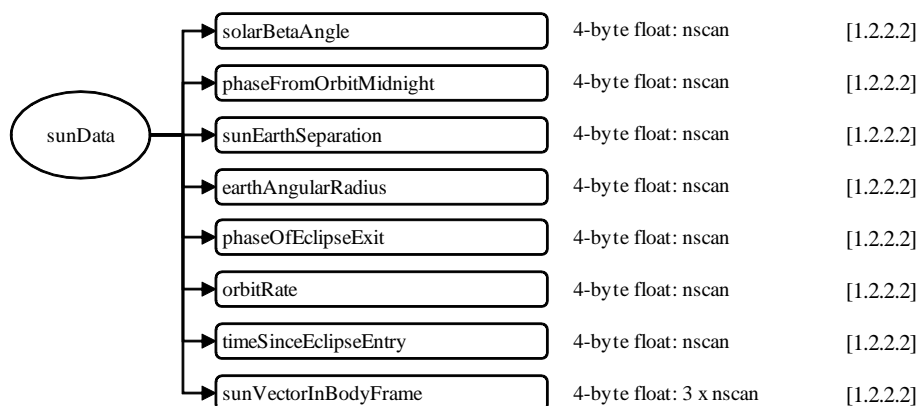 solarBetaAngle 4-byte float: nscan [1.2.2.2]
phaseFromOrbitMidnight 4-byte float: nscan [1.2.2.2]
sunData sunEarthSeparation 4-byte float: nscan [1.2.2.2]
earthAngularRadius 4-byte float: nscan [1.2.2.2]
phaseOfEclipseExit 4-byte float: nscan [1.2.2.2]
orbitRate 4-byte float: nscan [1.2.2.2]
timeSinceEclipseEntry 4-byte float: nscan [1.2.2.2]
sunVectorInBodyFrame 4-byte float: 3 x nscan [1.2.2.2]